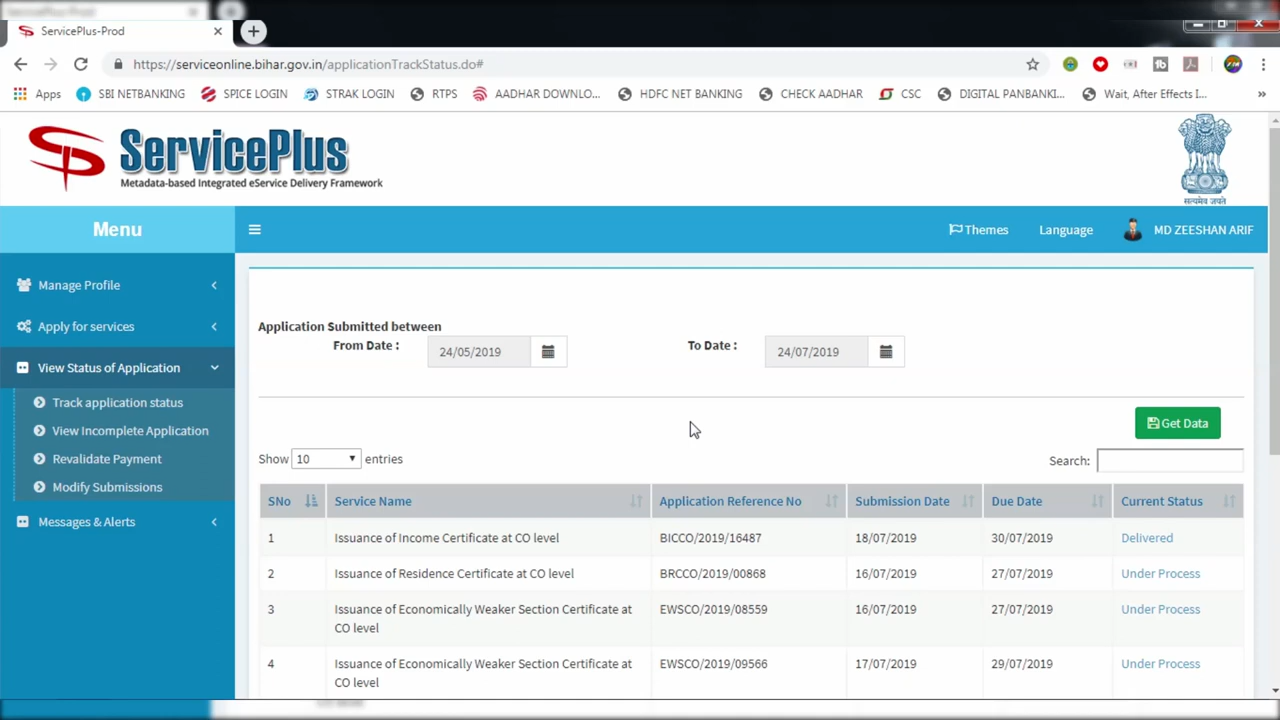 ServicePlus-Prod
https://serviceonline.bihar.gov.in/applicationTrackStatus.do#
Apps SBI NETBANKING SPICE LOGIN STRAK LOGIN RTPS AADHAR DOWNLO... HDFC NET BANKING CHECK AADHAR CSC DIGITAL PANBANKI... Wait, After Effects I... »
ServicePlus
Metadata-based Integrated eService Delivery Framework
सत्यमेव जयते
Menu
Themes Language MD ZEESHAN ARIF
Manage Profile
Apply for services
View Status of Application
Track application status
View Incomplete Application
Revalidate Payment
Modify Submissions
Messages & Alerts
Application Submitted between
From Date : 24/05/2019 To Date : 24/07/2019
Get Data
Show 10 entries Search:
SNo Service Name Application Reference No Submission Date Due Date Current Status
1 Issuance of Income Certificate at CO level BICCO/2019/16487 18/07/2019 30/07/2019 Delivered
2 Issuance of Residence Certificate at CO level BRCCO/2019/00868 16/07/2019 27/07/2019 Under Process
3 Issuance of Economically Weaker Section Certificate at EWSCO/2019/08559 16/07/2019 27/07/2019 Under Process
CO level
4 Issuance of Economically Weaker Section Certificate at EWSCO/2019/09566 17/07/2019 29/07/2019 Under Process
CO level